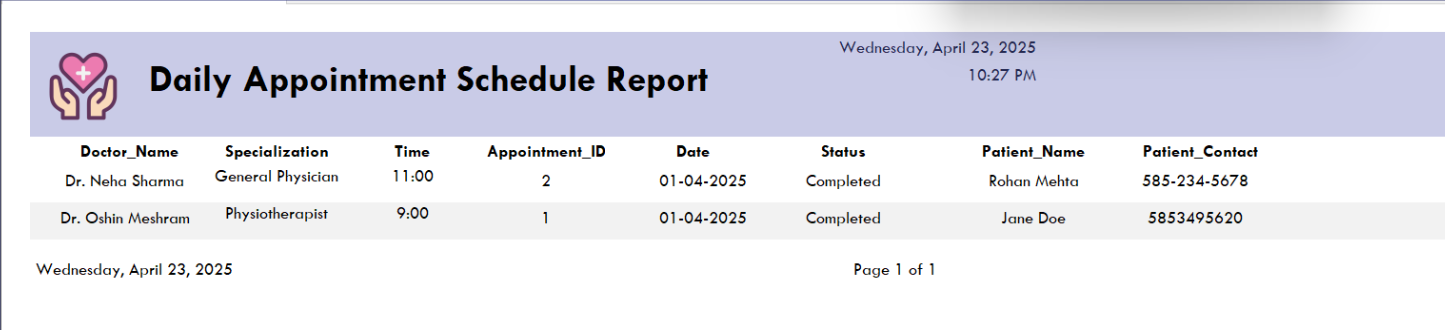 Wednesday, April 23, 2025
Daily Appointment Schedule Report
10:27 PM
Doctor_Name Specialization Time Appointment_ID Date Status Patient_Name Patient_Contact
Dr. Neha Sharma General Physician 11:00 2 01-04-2025 Completed Rohan Mehta 585-234-5678
Dr. Oshin Meshram Physiotherapist 9:00 1 01-04-2025 Completed Jane Doe 5853495620
Wednesday, April 23, 2025 Page 1 of 1